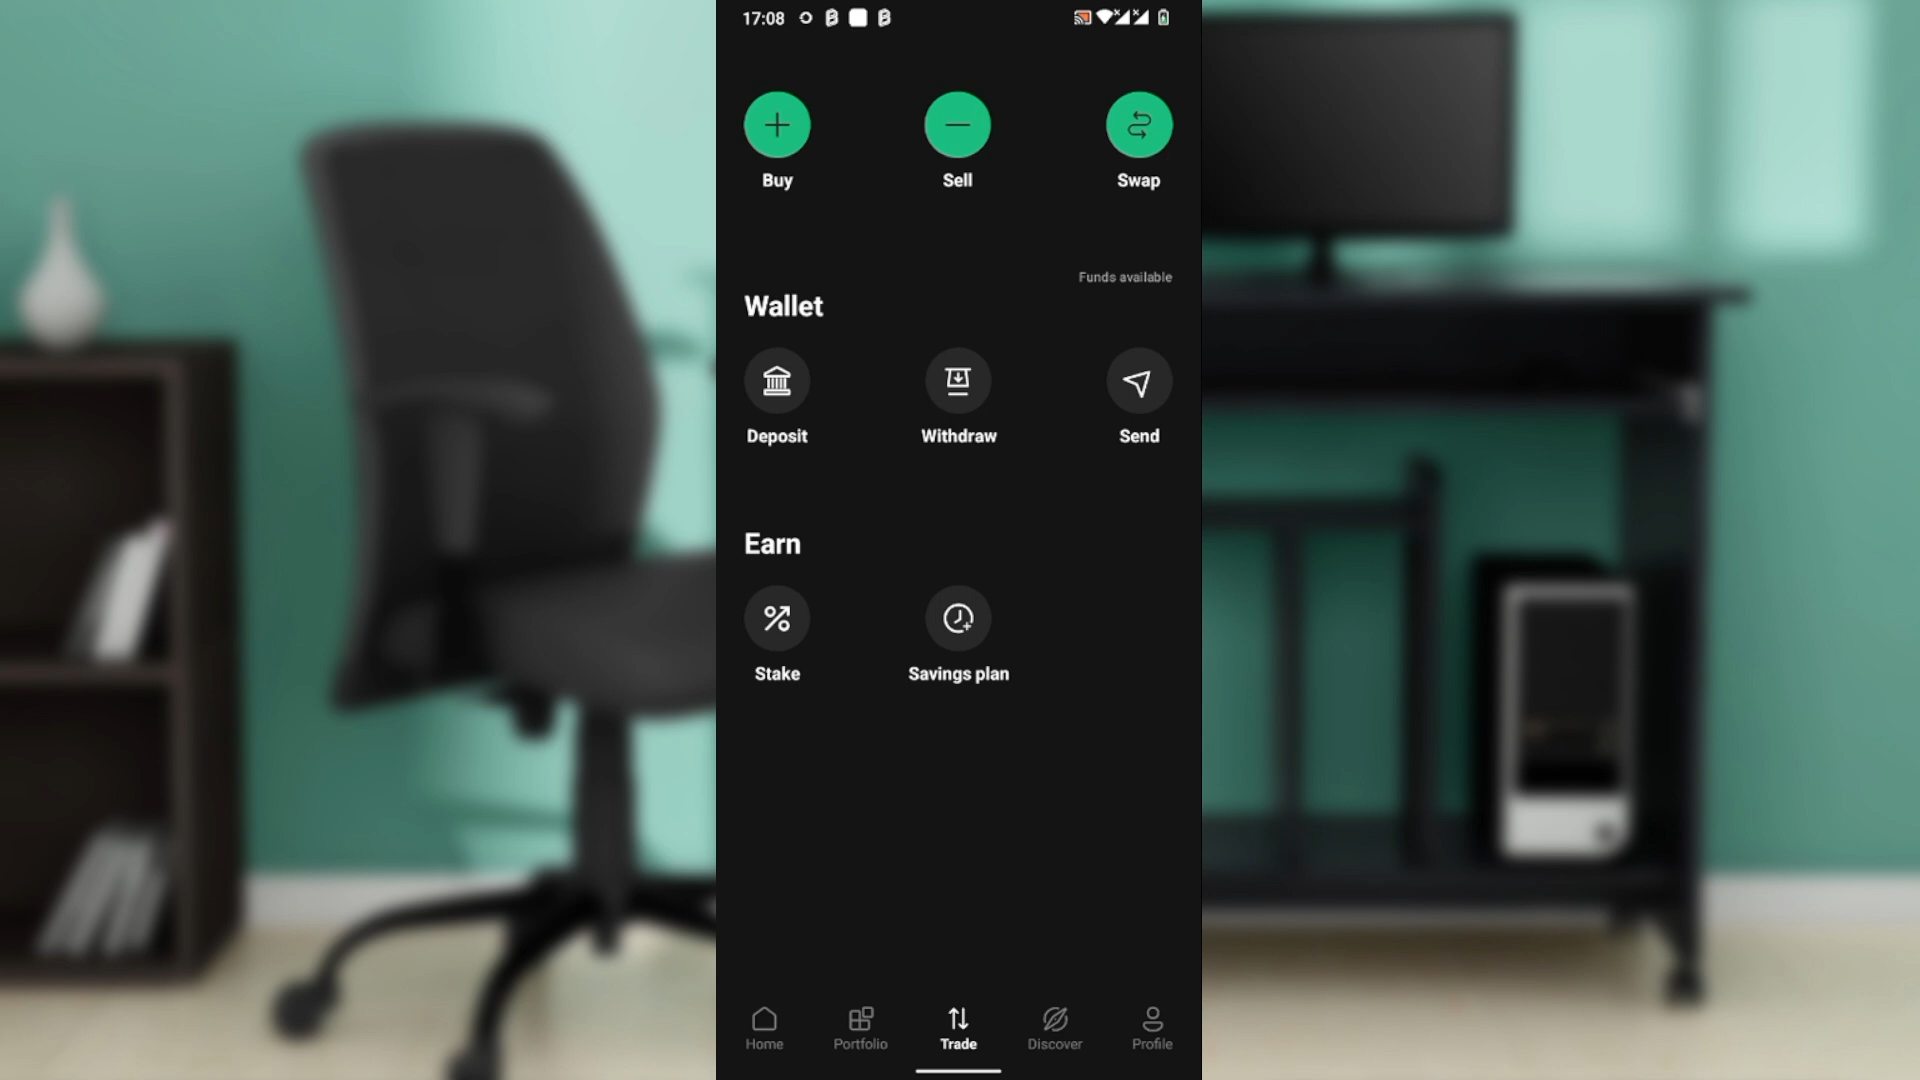 17:08
Buy
Sell
Swap
Funds available
Wallet
Deposit
Withdraw
Send
Earn
Stake
Savings plan
Home
Portfolio
Trade
Discover
Profile